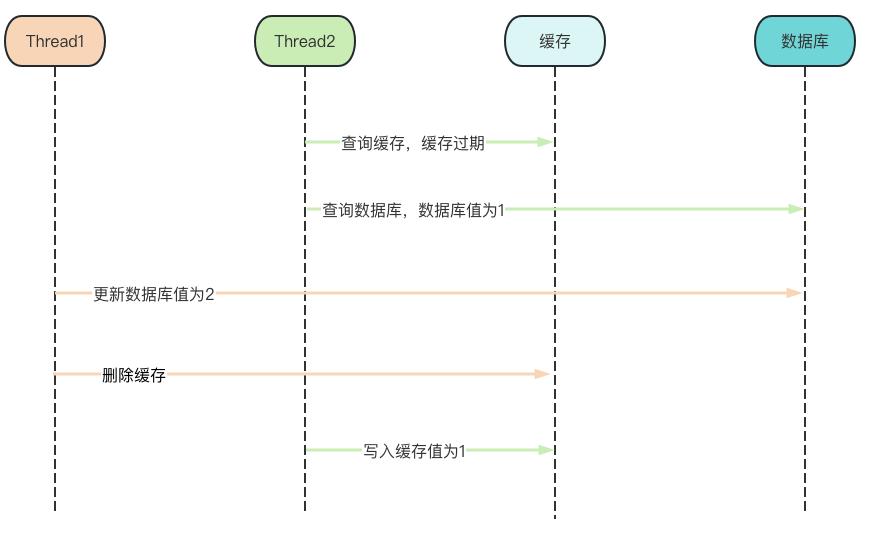 Thread1
Thread2
缓存
数据库
查询缓存，缓存过期
查询数据库，数据库值为1
更新数据库值为2
删除缓存
写入缓存值为1